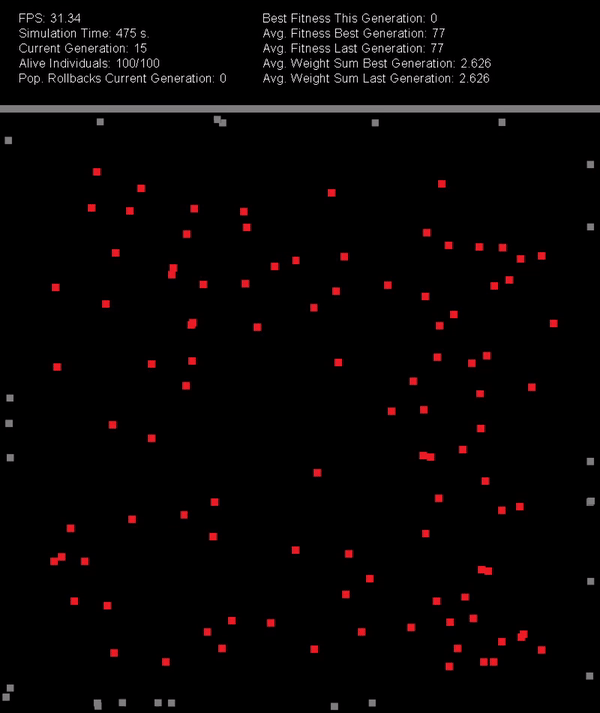 FPS: 31.34
Simulation Time: 475 s.
Current Generation: 15
Alive Individuals: 100/100
Pop. Rollbacks Current Generation: 0
Best Fitness This Generation: 0
Avg. Fitness Best Generation: 77
Avg. Fitness Last Generation: 77
Avg. Weight Sum Best Generation: 2.626
Avg. Weight Sum Last Generation: 2.626